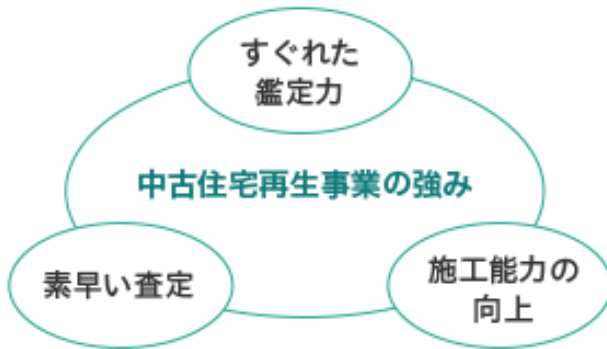 すぐれた
鑑定力
中古住宅再生事業の強み
素早い査定
施工能力の
向上